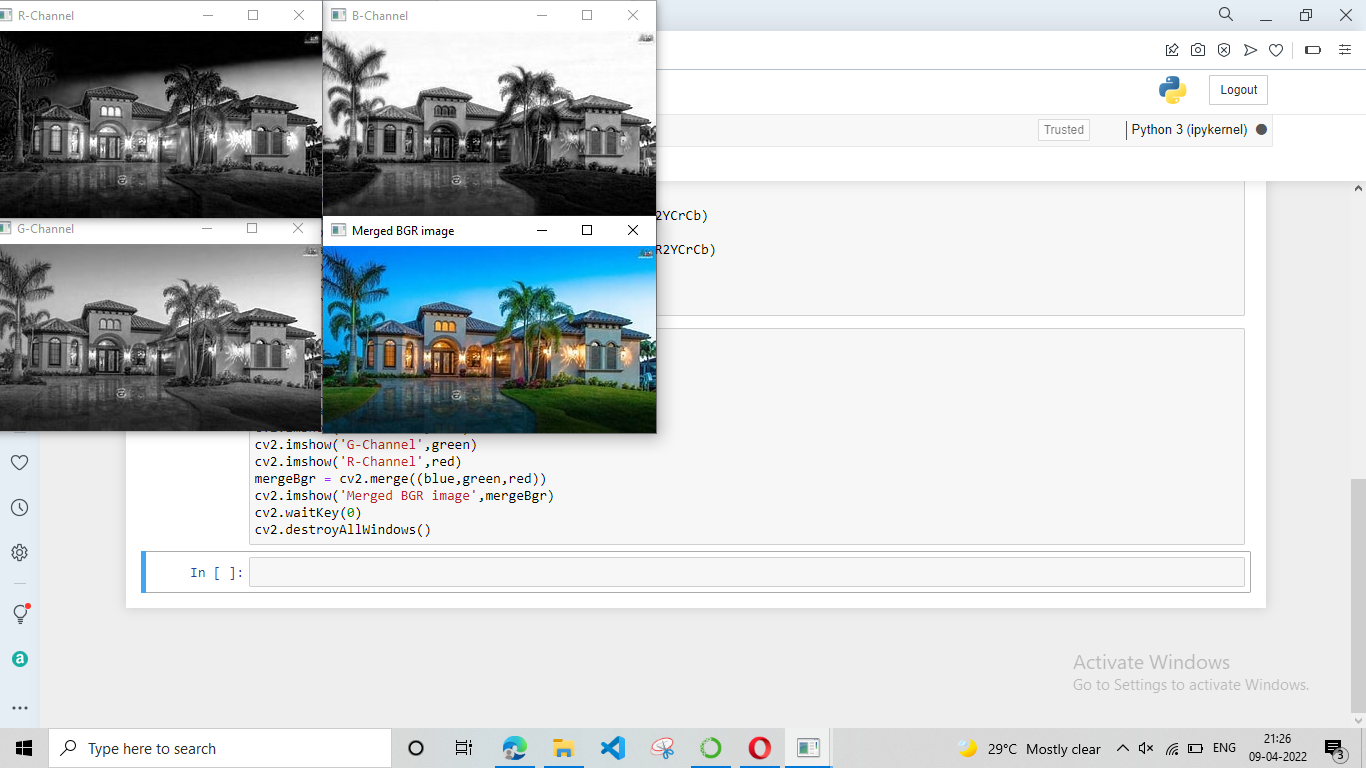 R-Channel
B-Channel
Logout
Trusted
Python 3 (ipykernel)
G-Channel
Merged BGR image
2YCrCb)
R2YCrCb)
cv2.imshow('G-Channel',green)
cv2.imshow('R-Channel',red)
mergeBgr = cv2.merge((blue,green,red))
cv2.imshow('Merged BGR image',mergeBgr)
cv2.waitKey(0)
cv2.destroyAllWindows()
In [ ]:
a
Activate Windows
Go to Settings to activate Windows.
Type here to search
29°C Mostly clear
ENG
21:26
09-04-2022
3